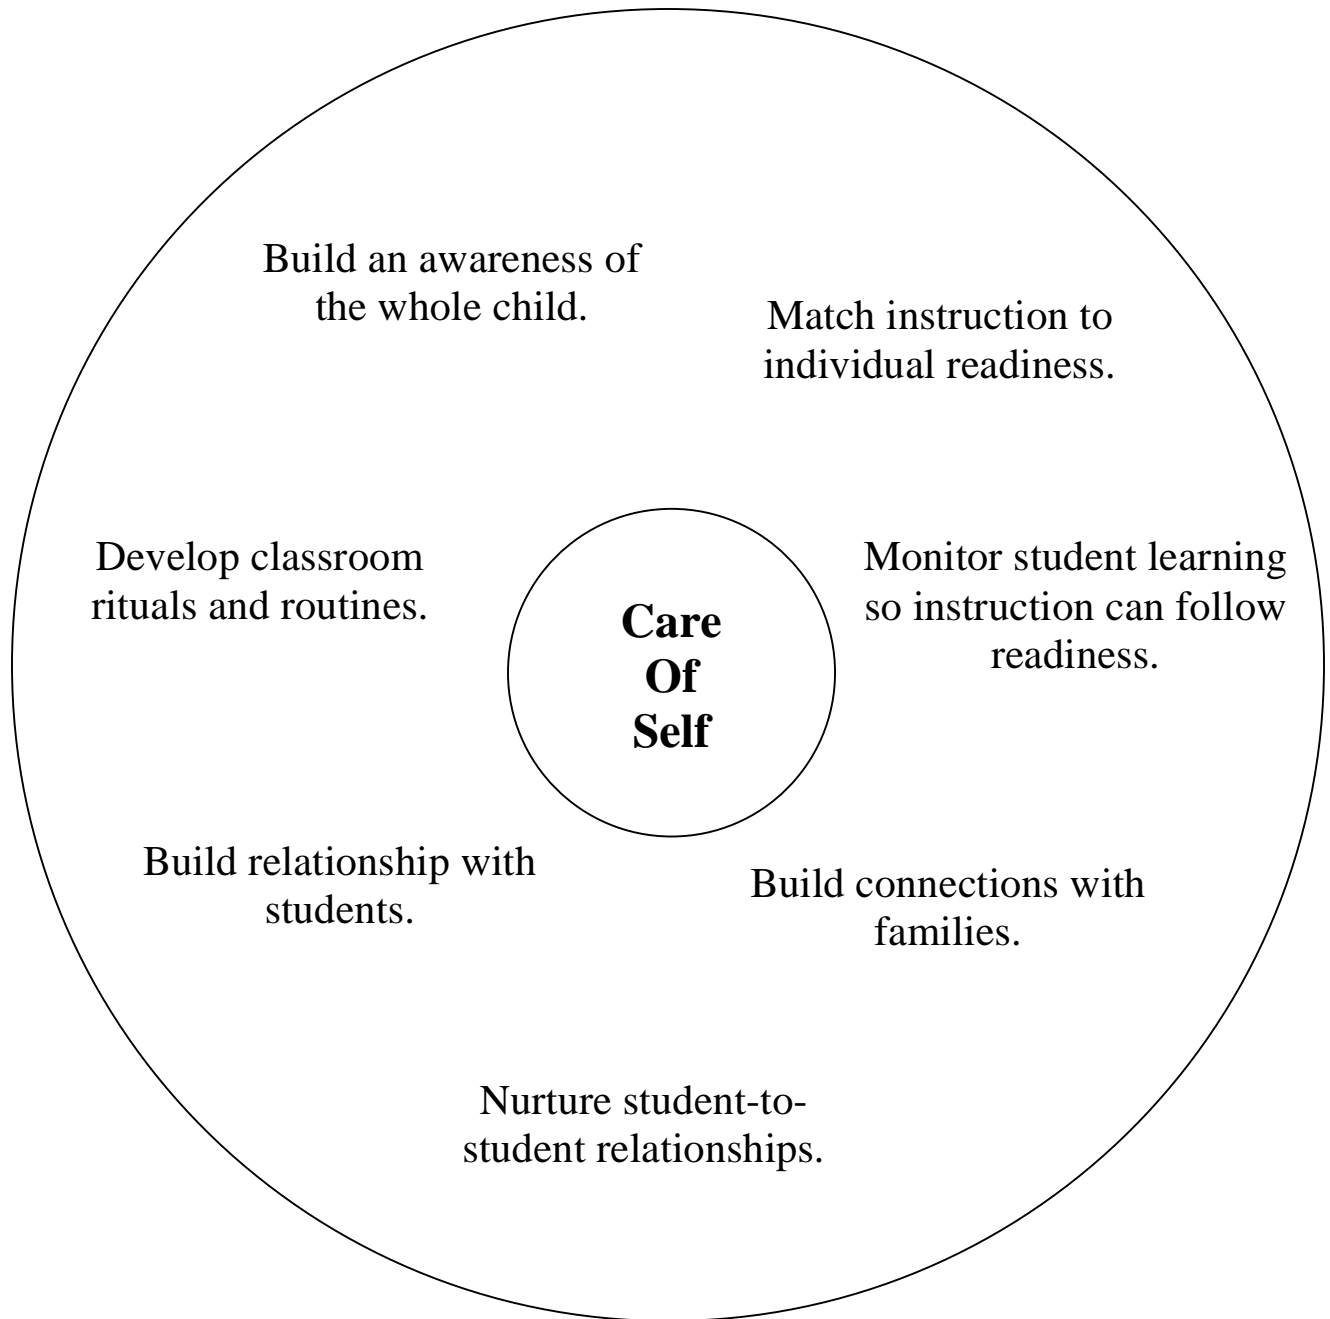 Build an awareness of
the whole child.
Match instruction to
individual readiness.
Develop classroom
rituals and routines.
Care
Of
Self
Monitor student learning
so instruction can follow
readiness.
Build relationship with
students.
Build connections with
families.
Nurture student-to-
student relationships.